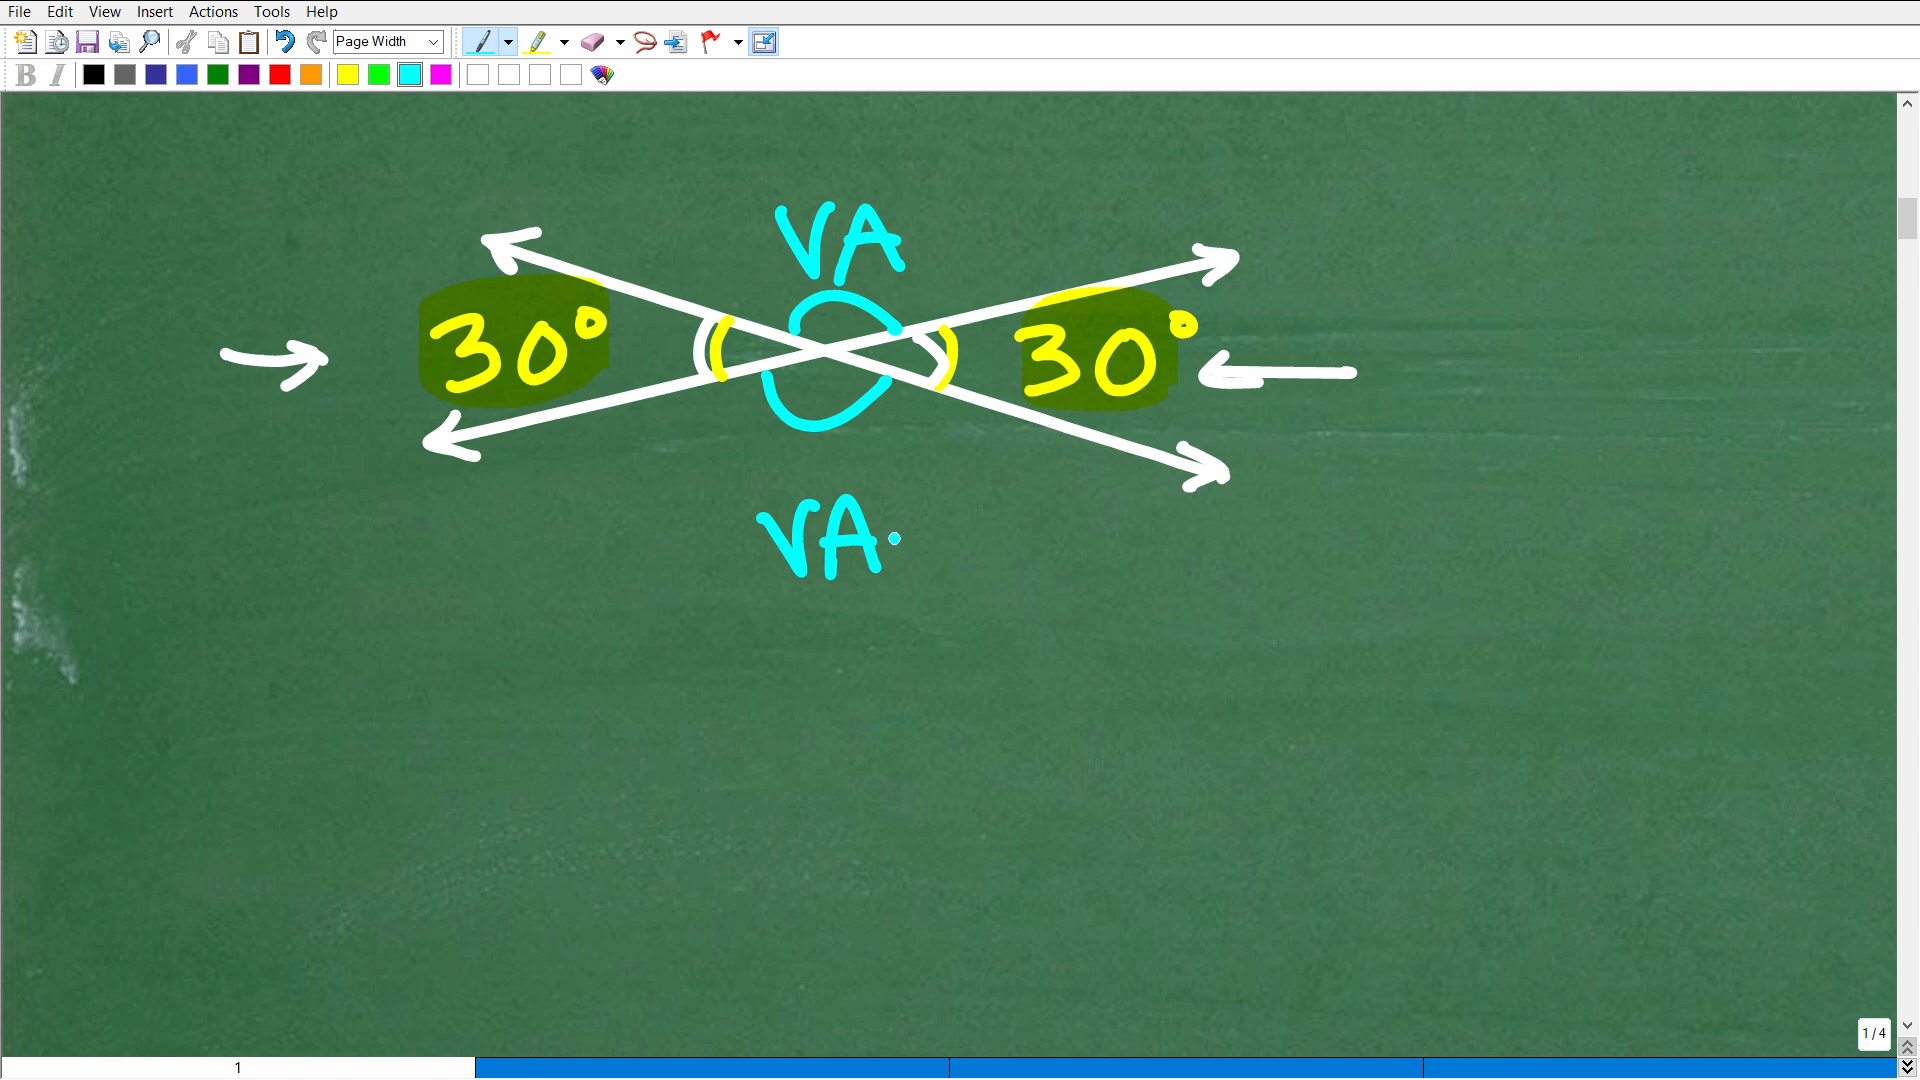 File Edit View Insert Actions Tools Help
Page Width
B I
VA
30° 30°
VA
1 / 4
1